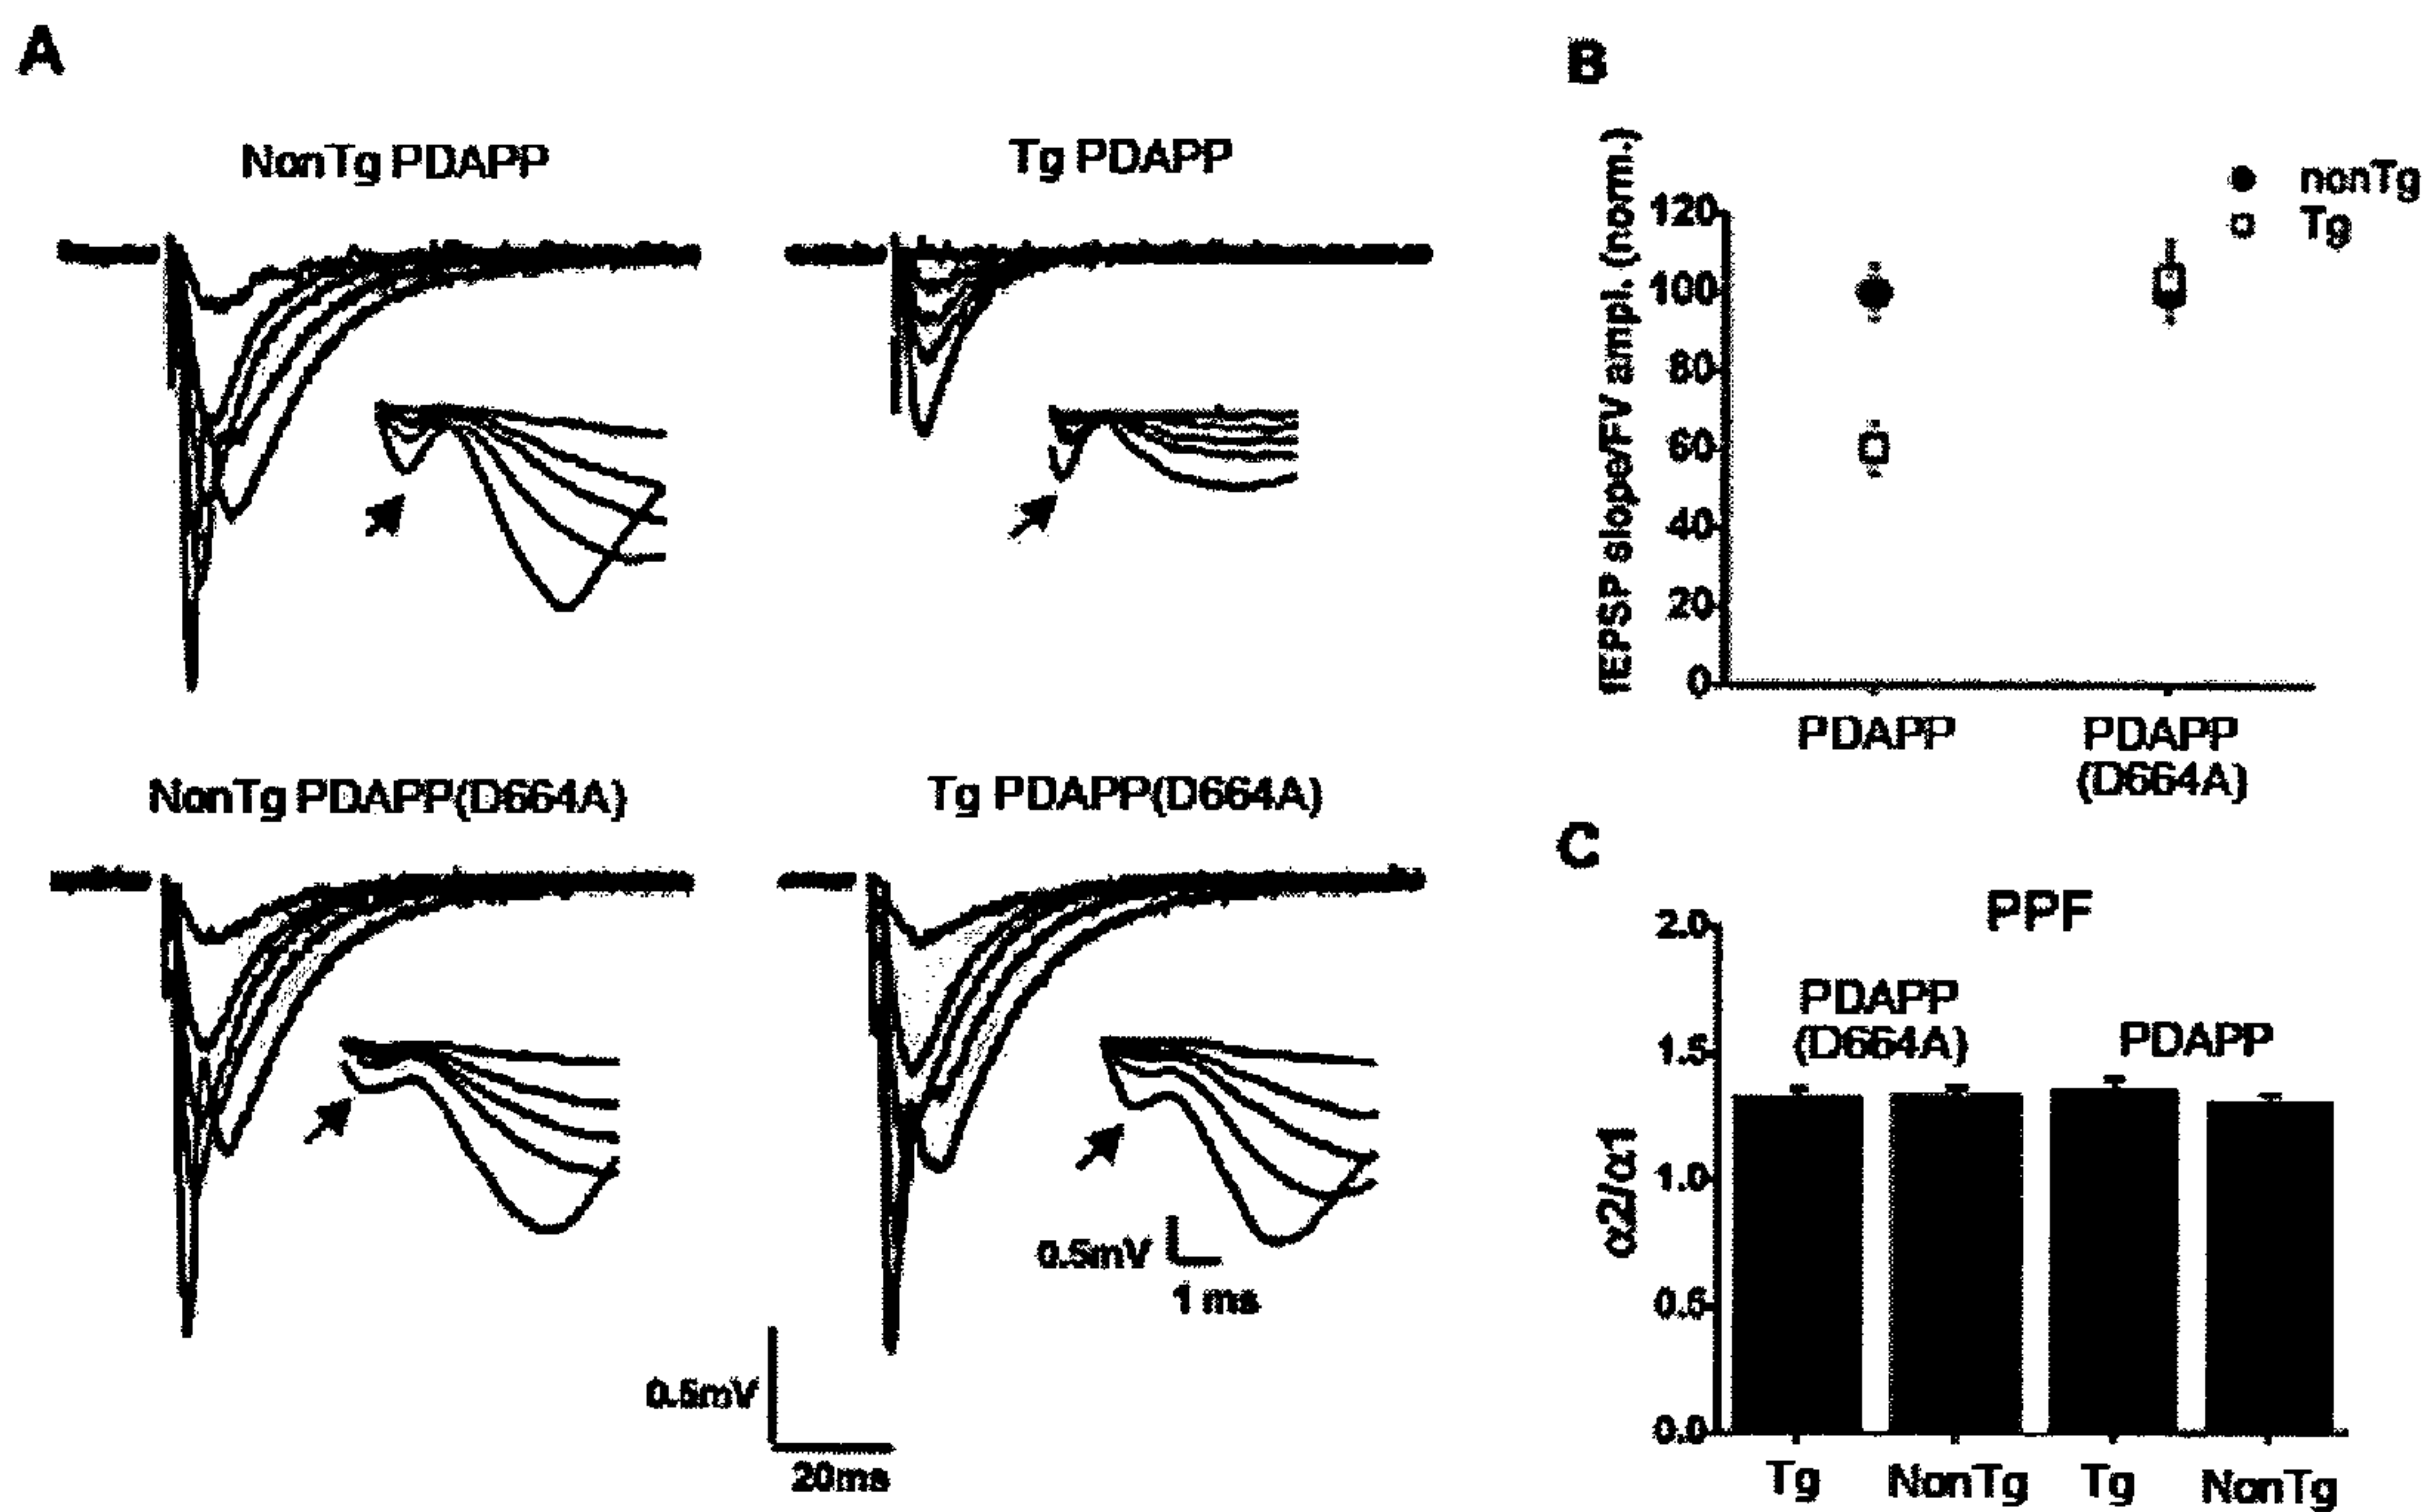 A
NonTg PDAPP
Tg PDAPP
NonTg PDAPP(D664A)
Tg PDAPP(D664A)
0.5mV
1 ms
0.5mV
20ms
B
fEPSP slope/FV ampl. (norm.)
120
100
80
60
40
20
0
nonTg
Tg
PDAPP
PDAPP
(D664A)
C
PPF
α2/α1
2.0
1.5
1.0
0.5
0.0
PDAPP
(D664A)
PDAPP
Tg
NonTg
Tg
NonTg